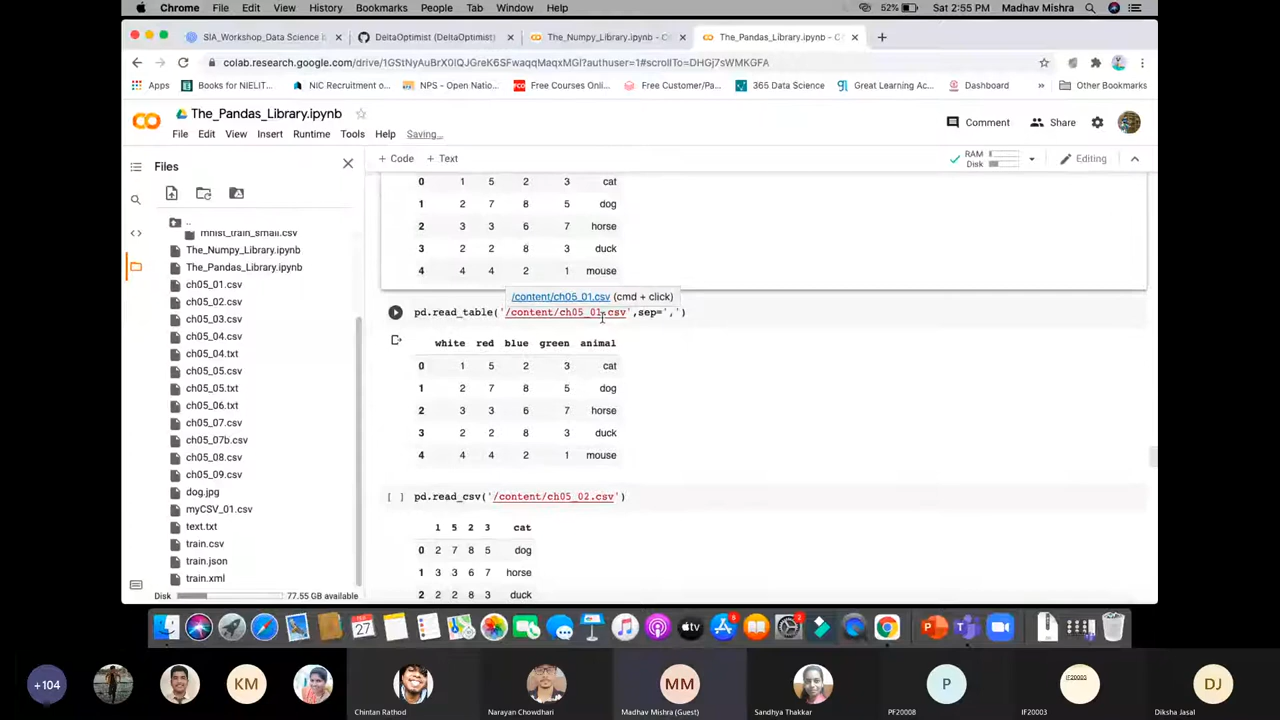 Chrome File Edit View History Bookmarks People Tab Window Help 52% Sat 2:55 PM Madhav Mishra
SIA_Workshop_Data Science b DeltaOptimist (DeltaOptimist) The_Numpy_Library.ipynb - C The_Pandas_Library.ipynb - C
colab.research.google.com/drive/1GStNyAuBrX0IQJGreK6SFwaqqMaqxMGl?authuser=1#scrollTo=DHGj7sWMKGFA
Apps Books for NIELIT... NIC Recruitment o... NPS - Open Natio... Free Courses Onli... Free Customer/Pa... 365 Data Science Great Learning Ac... Dashboard » Other Bookmarks
The_Pandas_Library.ipynb
Comment Share
File Edit View Insert Runtime Tools Help Saving...
Files
+ Code + Text
RAM
Disk
Editing
..
mnist_train_small.csv
The_Numpy_Library.ipynb
The_Pandas_Library.ipynb
ch05_01.csv
ch05_02.csv
ch05_03.csv
ch05_04.csv
ch05_04.txt
ch05_05.csv
ch05_05.txt
ch05_06.txt
ch05_07.csv
ch05_07b.csv
ch05_08.csv
ch05_09.csv
dog.jpg
myCSV_01.csv
text.txt
train.csv
train.json
train.xml
Disk 77.55 GB available
0 1 5 2 3 cat
1 2 7 8 5 dog
2 3 3 6 7 horse
3 2 2 8 3 duck
4 4 4 2 1 mouse
/content/ch05_01.csv (cmd + click)
pd.read_table('/content/ch05_01.csv',sep=',')
white red blue green animal
0 1 5 2 3 cat
1 2 7 8 5 dog
2 3 3 6 7 horse
3 2 2 8 3 duck
4 4 4 2 1 mouse
[ ] pd.read_csv('/content/ch05_02.csv')
1 5 2 3 cat
0 2 7 8 5 dog
1 3 3 6 7 horse
2 2 2 8 3 duck
tv
+104
KM
MM
P
DJ
Chintan Rathod
Narayan Chowdhari
Madhav Mishra (Guest)
Sandhya Thakkar
PF20008
IF20003
Diksha Jasal